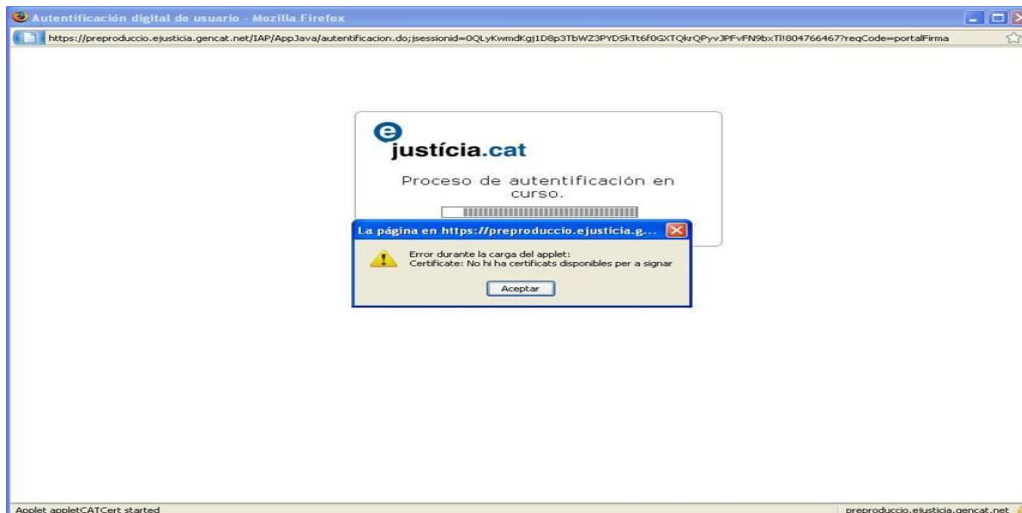 Autentificación digital de usuario - Mozilla Firefox
https://preproduccio.ejusticia.gencat.net/IAP/AppJava/autentificacion.do;jsessionid=0QLyKwmdKgj1D8p3TbWZ3PYDSkTt6f0GXTQkrQPyvJPFvFN9bxTl!804766467?reqCode=portalFirma
e
justícia.cat
Proceso de autentificación en
curso.
La página en https://preproduccio.ejusticia.g...
Error durante la carga del applet:
Certificate: No hi ha certificats disponibles per a signar
Aceptar
Applet appletCATCert started
preproduccio.ejusticia.gencat.net